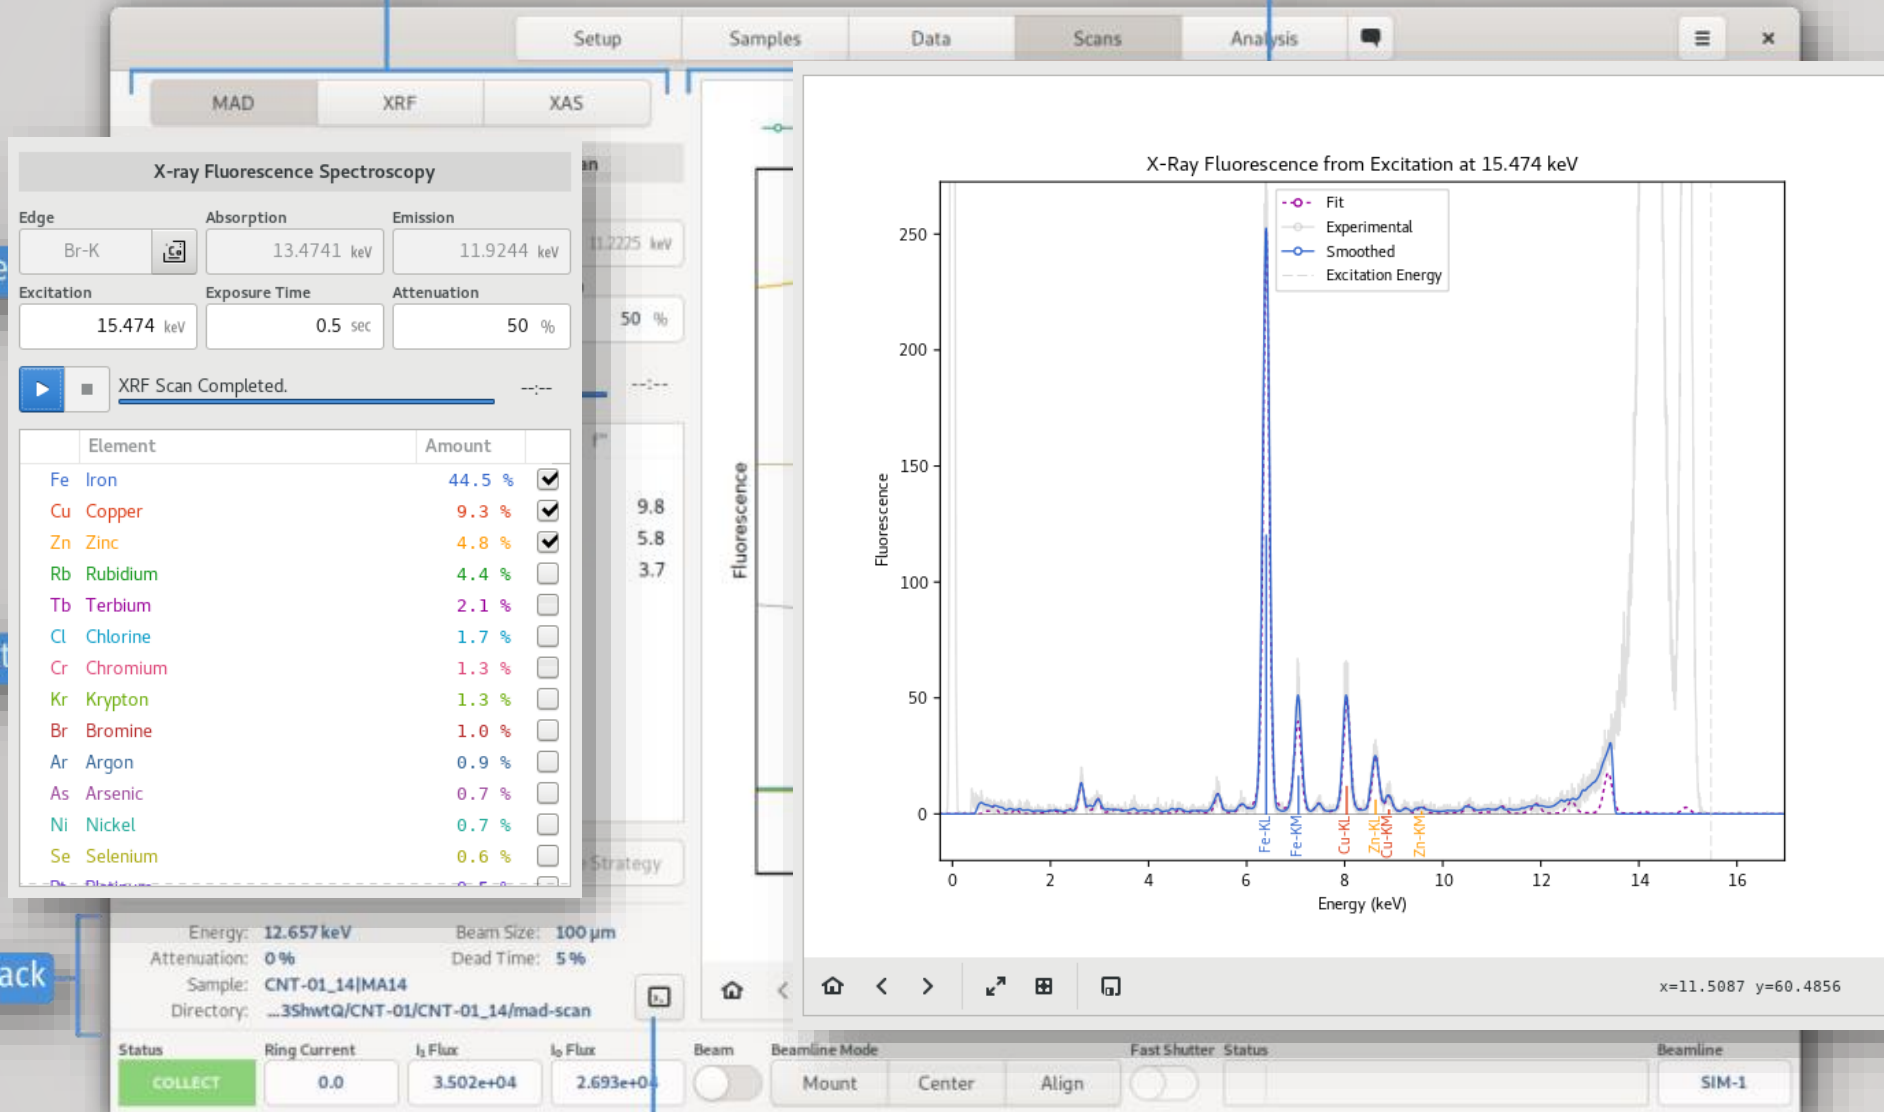 Setup Samples Data Scans Analysis
MAD XRF XAS
X-ray Fluorescence Spectroscopy
Edge Absorption Emission
Br-K 13.4741 keV 11.9244 keV
Excitation Exposure Time Attenuation
15.474 keV 0.5 sec 50 %
XRF Scan Completed. --:--
Element Amount
Fe Iron 44.5 %
Cu Copper 9.3 %
Zn Zinc 4.8 %
Rb Rubidium 4.4 %
Tb Terbium 2.1 %
Cl Chlorine 1.7 %
Cr Chromium 1.3 %
Kr Krypton 1.3 %
Br Bromine 1.0 %
Ar Argon 0.9 %
As Arsenic 0.7 %
Ni Nickel 0.7 %
Se Selenium 0.6 %
an
11.2225 keV
50 %
--:--
9.8
5.8
3.7
Strategy
Fluorescence
X-Ray Fluorescence from Excitation at 15.474 keV
Fit
Experimental
Smoothed
Excitation Energy
Fluorescence
250
200
150
100
50
0
Fe-KL Fe-KM Cu-KL Zn-KL Cu-KM Zn-KM
0 2 4 6 8 10 12 14 16
Energy (keV)
x=11.5087 y=60.4856
ack
Energy: 12.657 keV Beam Size: 100 µm
Attenuation: 0 % Dead Time: 5 %
Sample: CNT-01_14|MA14
Directory: ...3ShwtQ/CNT-01/CNT-01_14/mad-scan
Status Ring Current I₁ Flux I₀ Flux Beam Beamline Mode Fast Shutter Status Beamline
COLLECT 0.0 3.502e+04 2.693e+04 Mount Center Align SIM-1